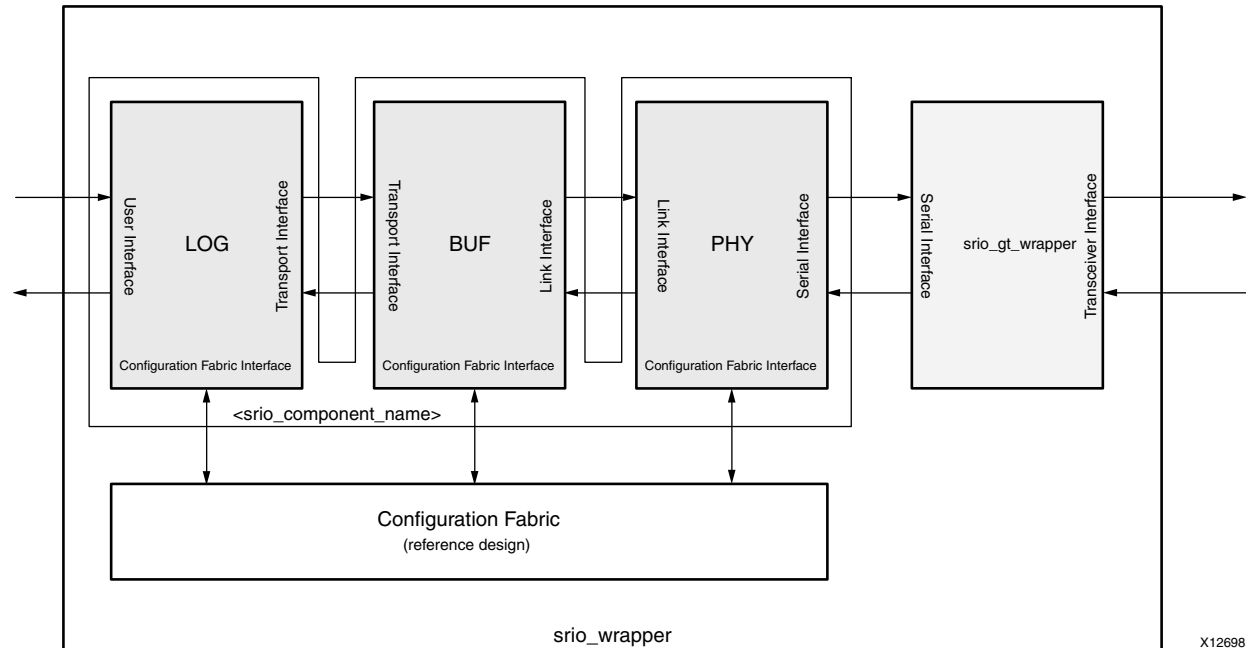 User Interface
LOG
Transport Interface
Configuration Fabric Interface
Transport Interface
BUF
Link Interface
Configuration Fabric Interface
Link Interface
PHY
Serial Interface
Configuration Fabric Interface
Serial Interface
srio_gt_wrapper
Transceiver Interface
<srio_component_name>
Configuration Fabric
(reference design)
srio_wrapper
X12698